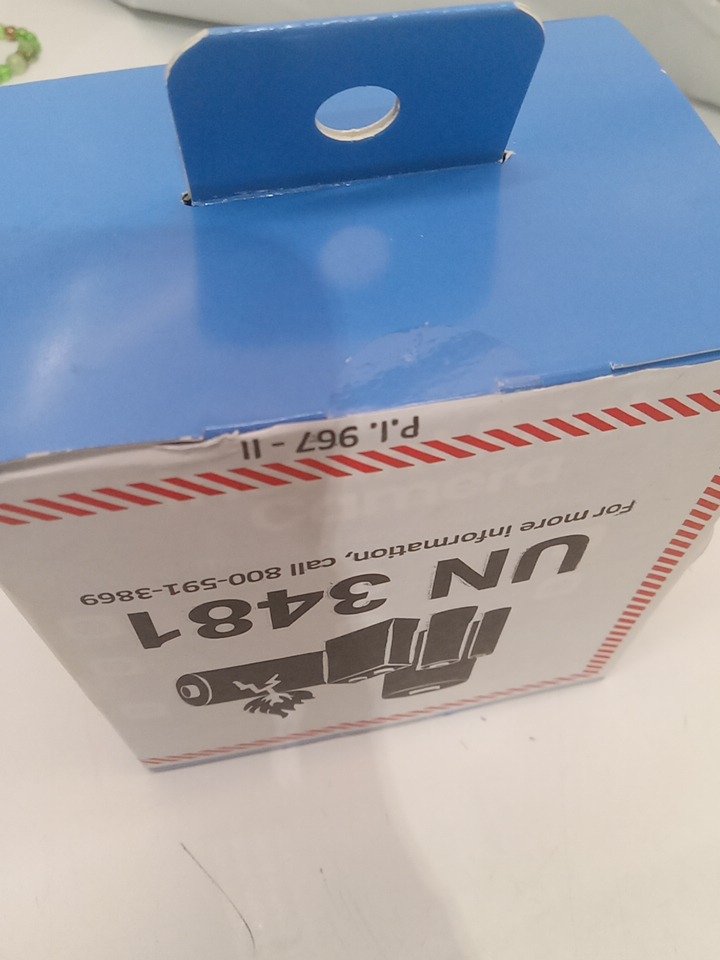 UN 3481
For more information, call 800-591-3869
P.I. 967 - II